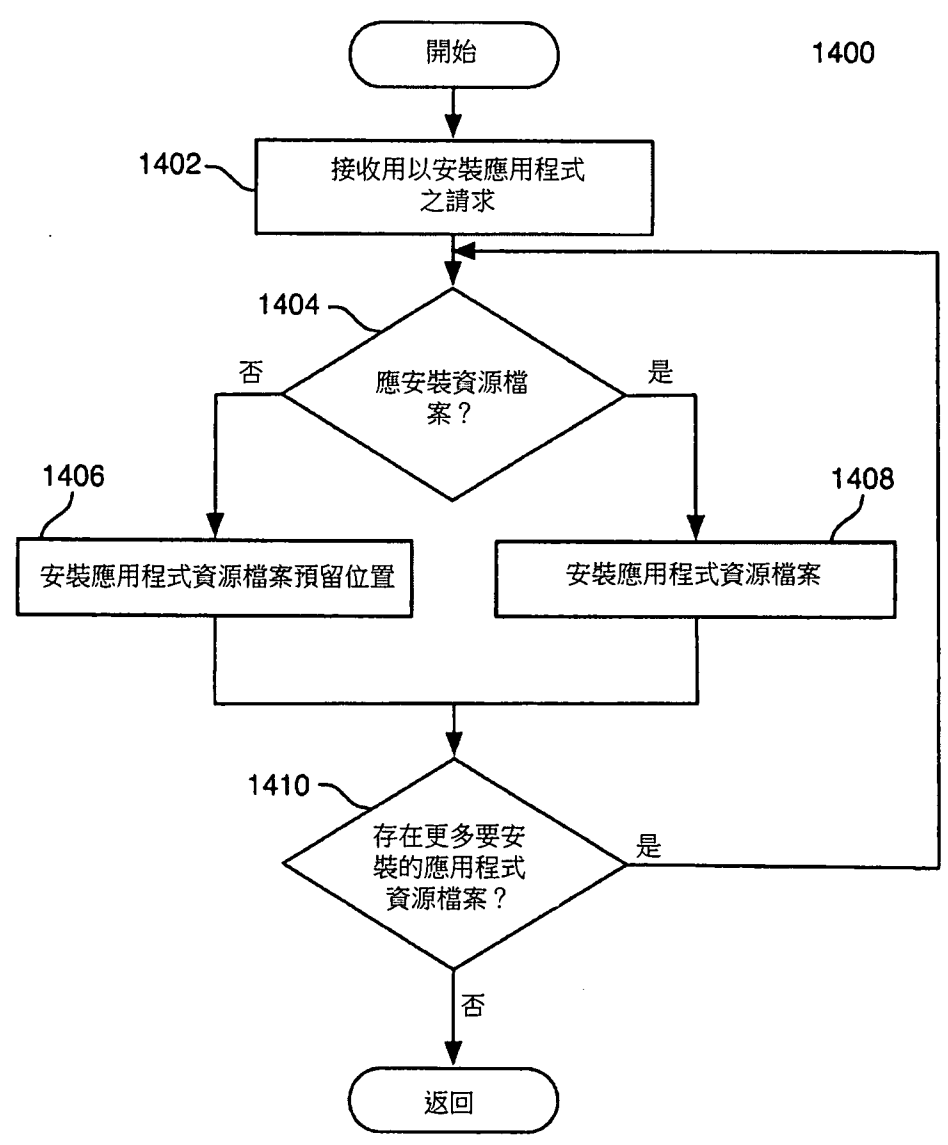 開始
1400
1402
接收用以安裝應用程式
之請求
1404
否
應安裝資源檔
案？
是
1406
1408
安裝應用程式資源檔案預留位置
安裝應用程式資源檔案
1410
存在更多要安
裝的應用程式
資源檔案？
是
否
返回